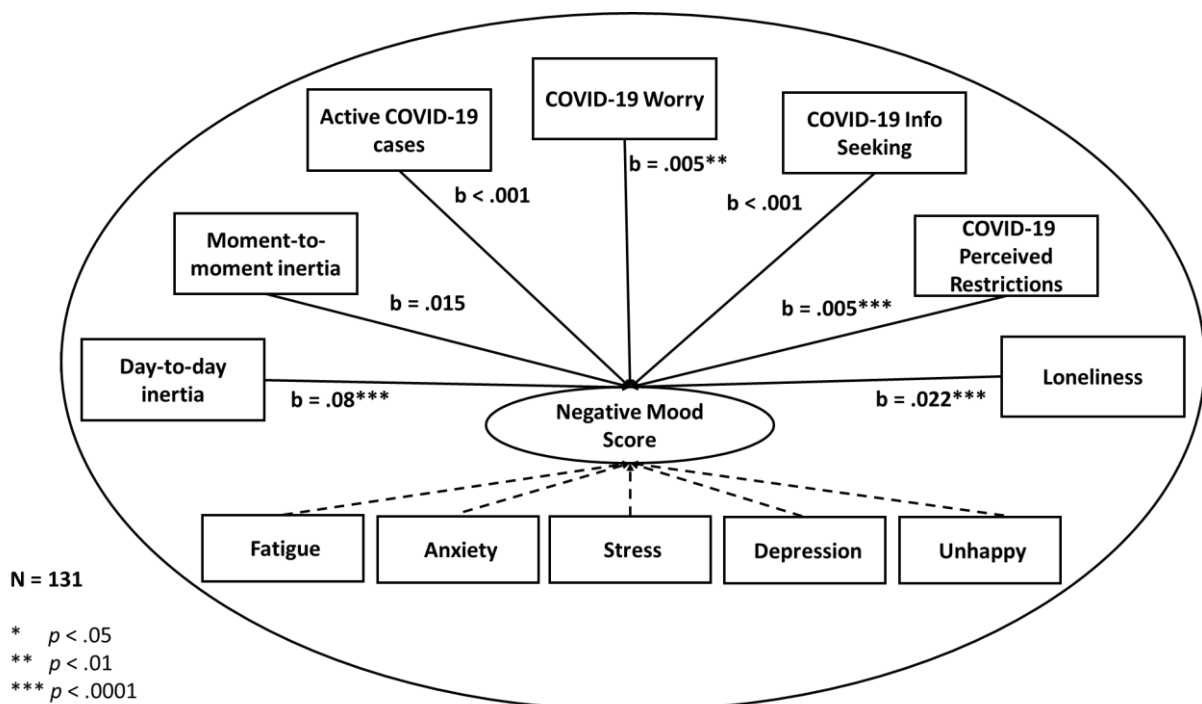 COVID-19 Worry
Active COVID-19
cases
COVID-19 Info
Seeking
b = .005**
b < .001
b < .001
Moment-to-
moment inertia
COVID-19
Perceived
Restrictions
b = .015
b = .005***
Day-to-day
inertia
Loneliness
b = .08***
b = .022***
Negative Mood
Score
Fatigue
Anxiety
Stress
Depression
Unhappy
N = 131
* p < .05
** p < .01
*** p < .0001